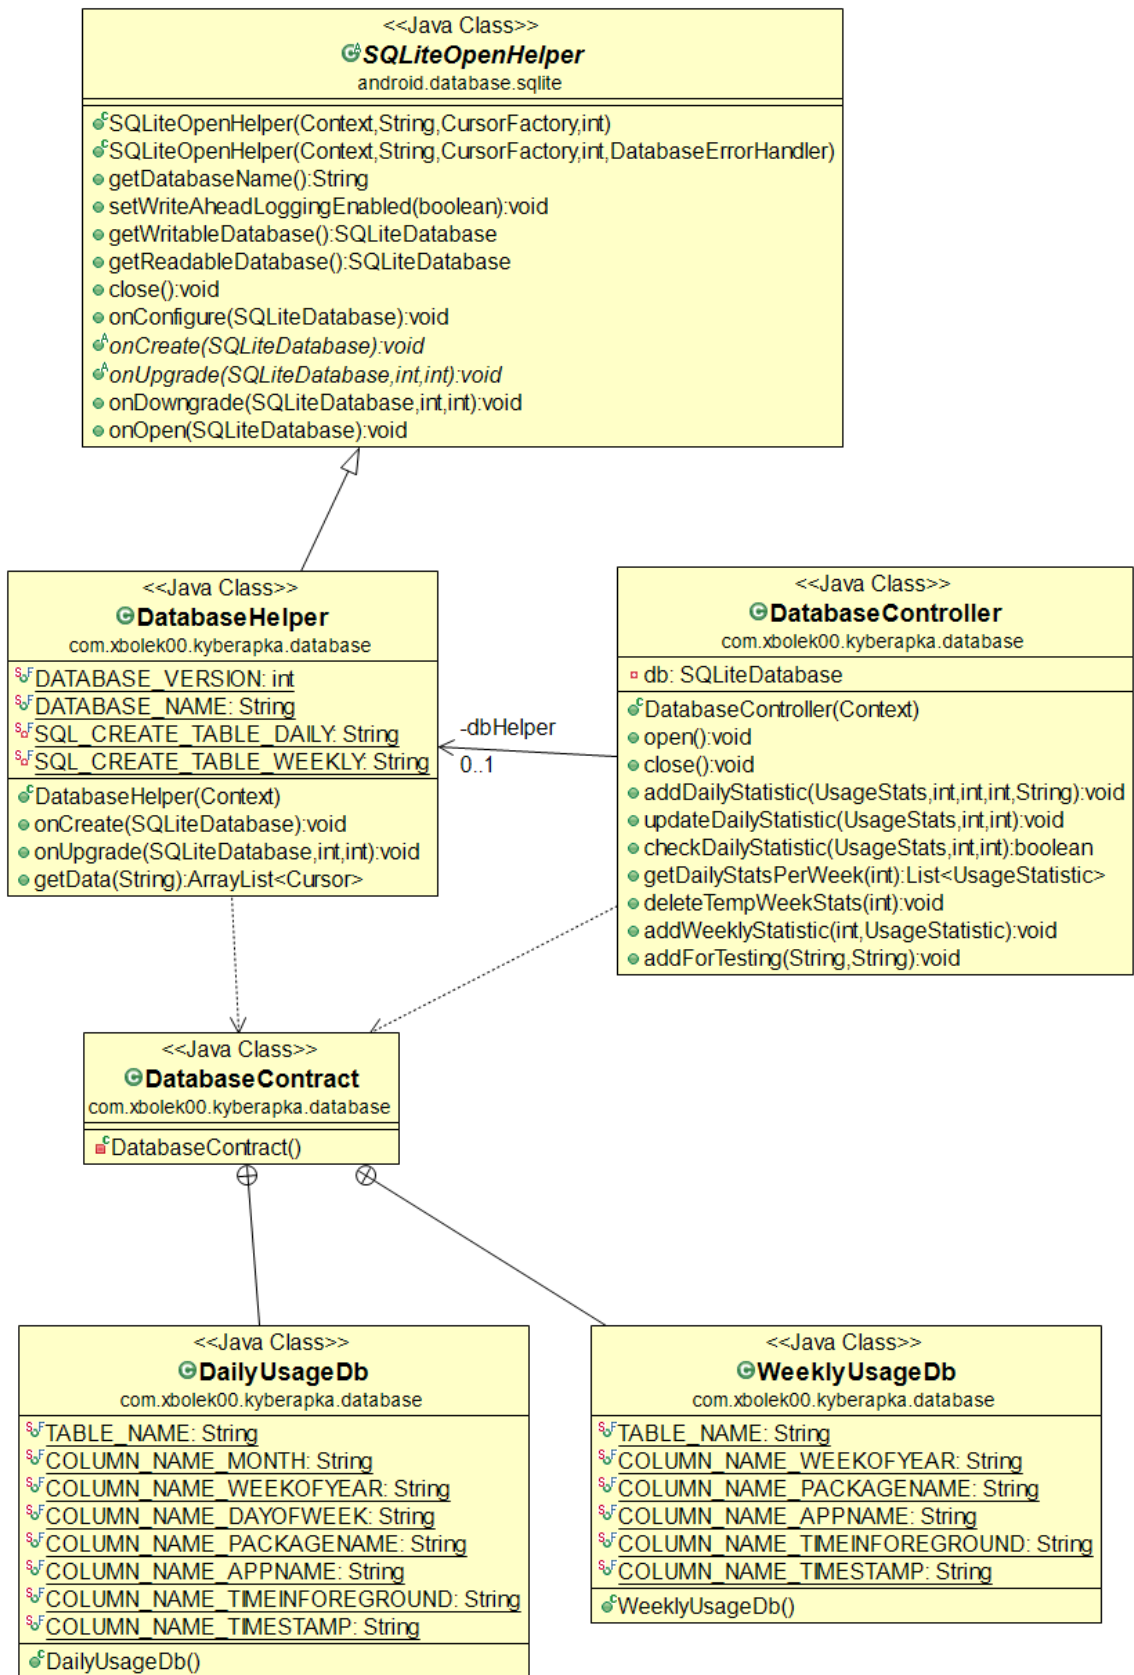 <<Java Class>>
SQLiteOpenHelper
android.database.sqlite
SQLiteOpenHelper(Context,String,CursorFactory,int)
SQLiteOpenHelper(Context,String,CursorFactory,int,DatabaseErrorHandler)
getDatabaseName():String
setWriteAheadLoggingEnabled(boolean):void
getWritableDatabase():SQLiteDatabase
getReadableDatabase():SQLiteDatabase
close():void
onConfigure(SQLiteDatabase):void
onCreate(SQLiteDatabase):void
onUpgrade(SQLiteDatabase,int,int):void
onDowngrade(SQLiteDatabase,int,int):void
onOpen(SQLiteDatabase):void
<<Java Class>>
DatabaseHelper
com.xbolek00.kyberapka.database
DATABASE_VERSION: int
DATABASE_NAME: String
SQL_CREATE_TABLE_DAILY: String
SQL_CREATE_TABLE_WEEKLY: String
DatabaseHelper(Context)
onCreate(SQLiteDatabase):void
onUpgrade(SQLiteDatabase,int,int):void
getData(String):ArrayList<Cursor>
-dbHelper
0..1
<<Java Class>>
DatabaseController
com.xbolek00.kyberapka.database
db: SQLiteDatabase
DatabaseController(Context)
open():void
close():void
addDailyStatistic(UsageStats,int,int,int,String):void
updateDailyStatistic(UsageStats,int,int):void
checkDailyStatistic(UsageStats,int,int):boolean
getDailyStatsPerWeek(int):List<UsageStatistic>
deleteTempWeekStats(int):void
addWeeklyStatistic(int,UsageStatistic):void
addForTesting(String,String):void
<<Java Class>>
DatabaseContract
com.xbolek00.kyberapka.database
DatabaseContract()
<<Java Class>>
DailyUsageDb
com.xbolek00.kyberapka.database
TABLE_NAME: String
COLUMN_NAME_MONTH: String
COLUMN_NAME_WEEKOFYEAR: String
COLUMN_NAME_DAYOFWEEK: String
COLUMN_NAME_PACKAGENAME: String
COLUMN_NAME_APPNAME: String
COLUMN_NAME_TIMEINFOREGROUND: String
COLUMN_NAME_TIMESTAMP: String
DailyUsageDb()
<<Java Class>>
WeeklyUsageDb
com.xbolek00.kyberapka.database
TABLE_NAME: String
COLUMN_NAME_WEEKOFYEAR: String
COLUMN_NAME_PACKAGENAME: String
COLUMN_NAME_APPNAME: String
COLUMN_NAME_TIMEINFOREGROUND: String
COLUMN_NAME_TIMESTAMP: String
WeeklyUsageDb()